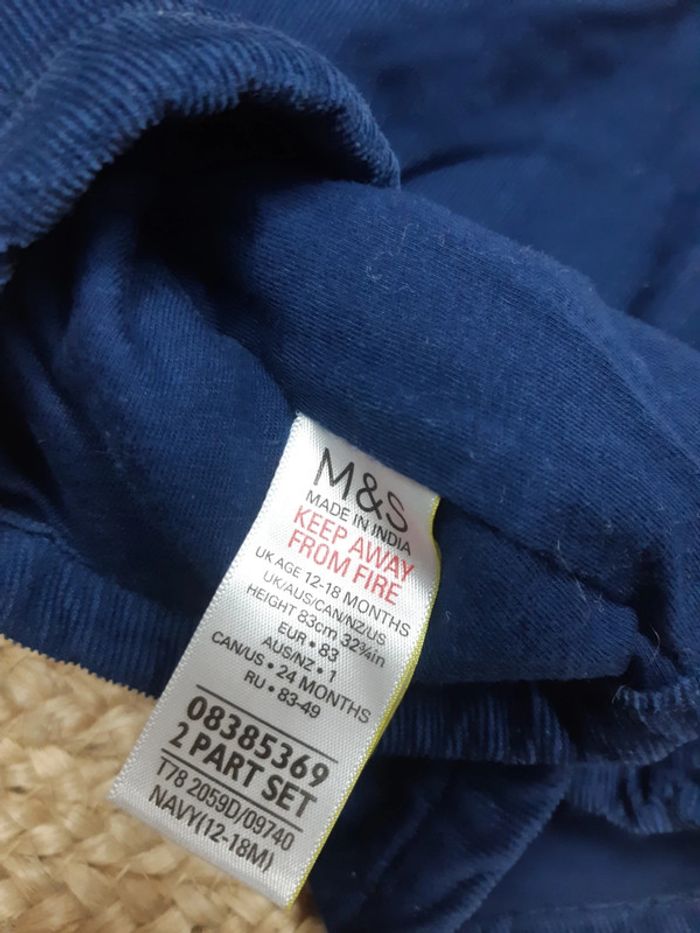 M&S
MADE IN INDIA
KEEP AWAY
FROM FIRE
UK AGE 12-18 MONTHS
UK/AUS/CAN/NZ/US
HEIGHT 83cm 32¾in
EUR • 83
AUS/NZ • 1
CAN/US • 24 MONTHS
RU • 83-49
08385369
2 PART SET
T78 2059D/09740
NAVY(12-18M)